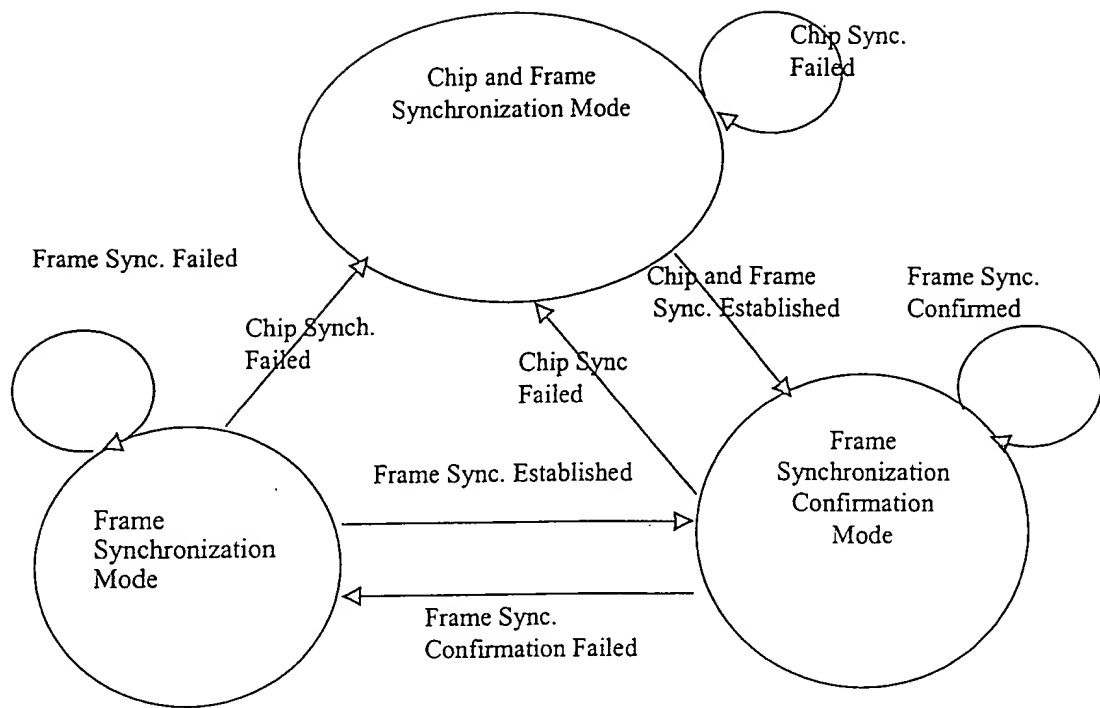 Chip Sync.
Failed
Chip and Frame
Synchronization Mode
Frame Sync. Failed
Chip and Frame
Sync. Established
Frame Sync.
Confirmed
Chip Synch.
Failed
Chip Sync
Failed
Frame Sync. Established
Frame
Synchronization
Confirmation
Mode
Frame
Synchronization
Mode
Frame Sync.
Confirmation Failed